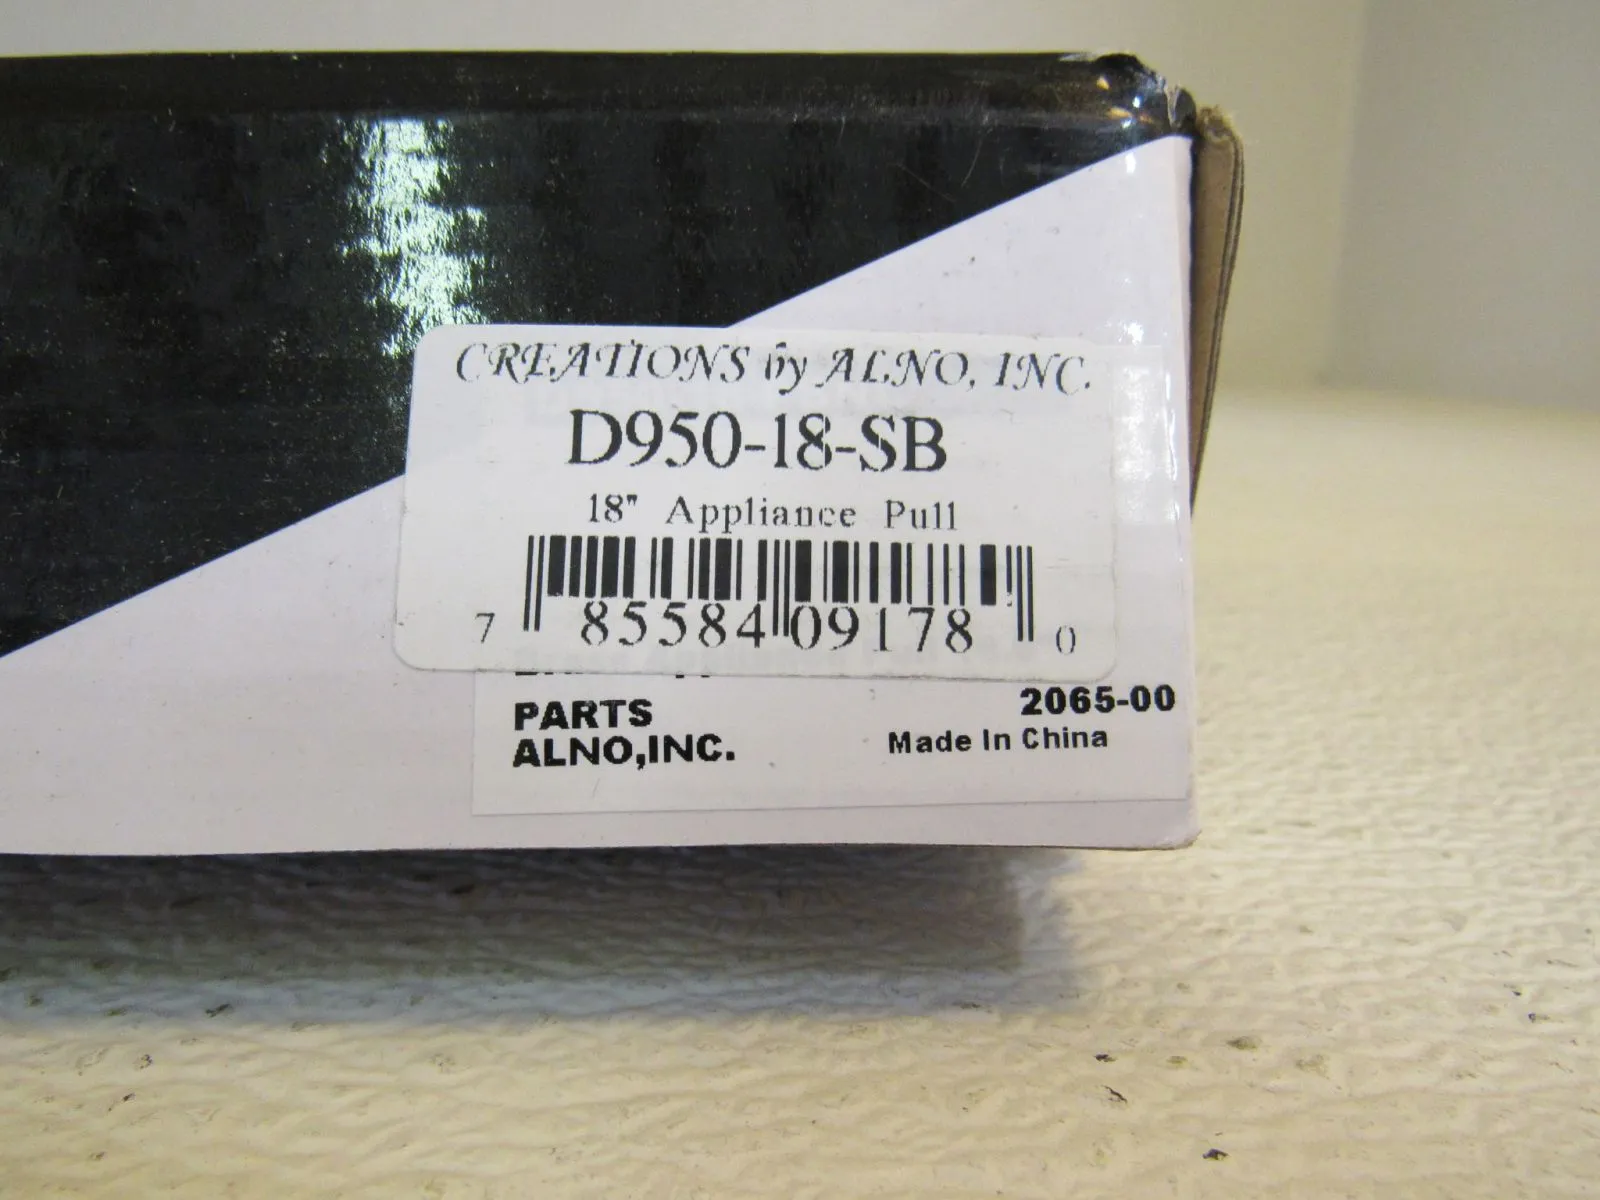 CREATIONS by ALNO, INC.
D950-18-SB
18" Appliance Pull
7 85584 09178 0
PARTS
2065-00
ALNO,INC.
Made In China